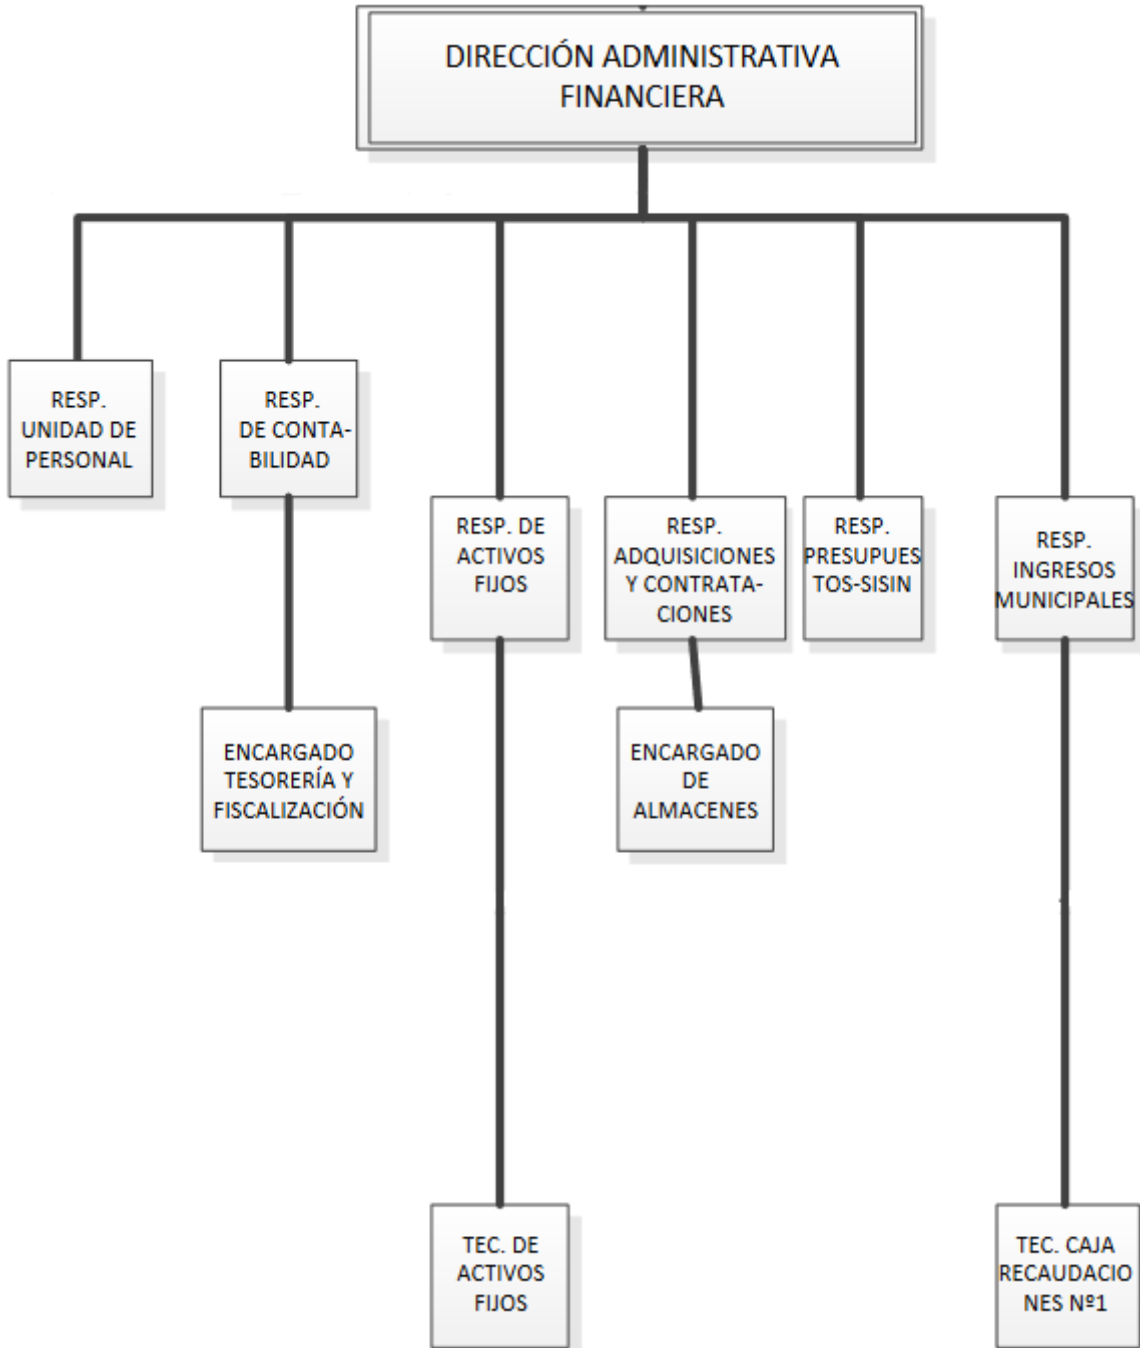 DIRECCIÓN ADMINISTRATIVA
FINANCIERA
RESP.
UNIDAD DE
PERSONAL
RESP.
DE CONTA-
BILIDAD
RESP. DE
ACTIVOS
FIJOS
RESP.
ADQUISICIONES
Y CONTRATA-
CIONES
RESP.
PRESUPUES
TOS-SISIN
RESP.
INGRESOS
MUNICIPALES
ENCARGADO
TESORERÍA Y
FISCALIZACIÓN
ENCARGADO
DE
ALMACENES
TEC. DE
ACTIVOS
FIJOS
TEC. CAJA
RECAUDACIO
NES Nº1